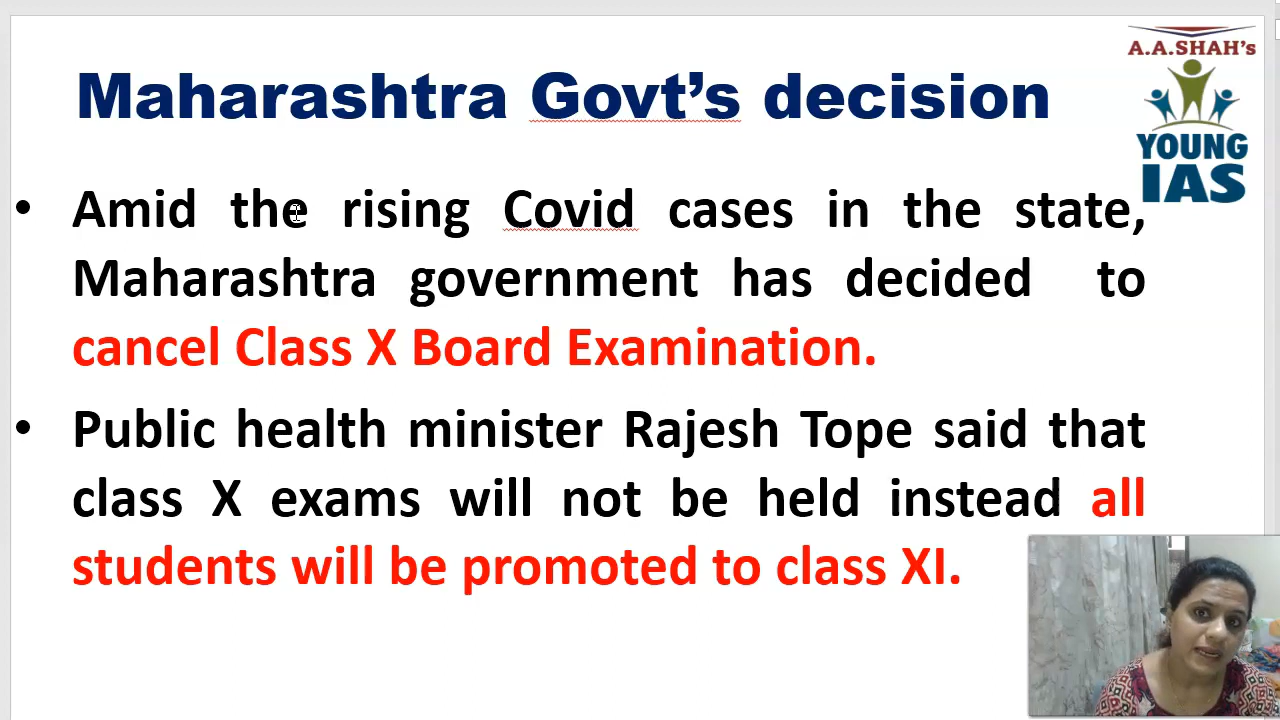 A.A.SHAH's
YOUNG
IAS
Maharashtra Govt's decision
• Amid the rising Covid cases in the state,
Maharashtra government has decided to
cancel Class X Board Examination.
• Public health minister Rajesh Tope said that
class X exams will not be held instead all
students will be promoted to class XI.